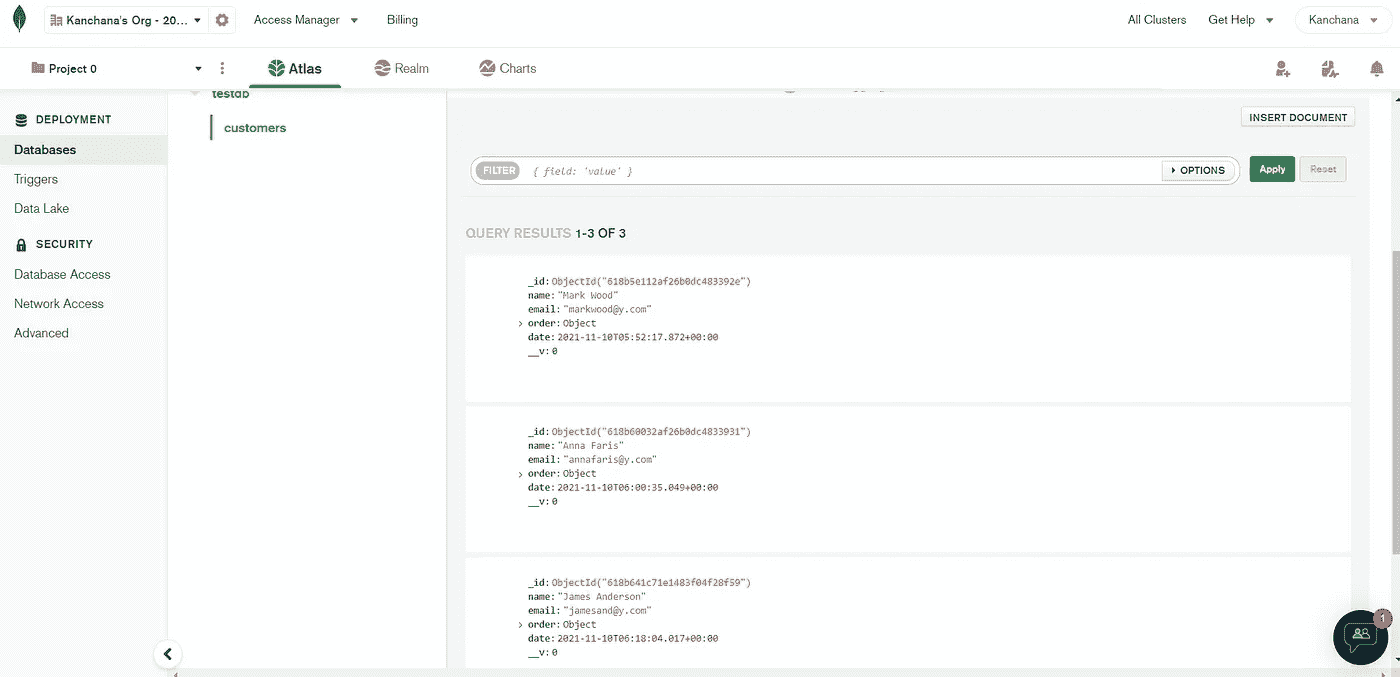 Kanchana's Org - 20... Access Manager Billing All Clusters Get Help Kanchana
Project 0 Atlas Realm Charts
testdb
customers
DEPLOYMENT
Databases
Triggers
Data Lake
SECURITY
Database Access
Network Access
Advanced
INSERT DOCUMENT
FILTER { field: 'value' } OPTIONS Apply Reset
QUERY RESULTS 1-3 OF 3
_id: ObjectId("618b5e112af26b0dc483392e")
name: "Mark Wood"
email: "markwood@y.com"
order: Object
date: 2021-11-10T05:52:17.872+00:00
__v: 0
_id: ObjectId("618b60032af26b0dc4833931")
name: "Anna Faris"
email: "annafaris@y.com"
order: Object
date: 2021-11-10T06:00:35.049+00:00
__v: 0
_id: ObjectId("618b641c71e1483f04f28f59")
name: "James Anderson"
email: "jamesand@y.com"
order: Object
date: 2021-11-10T06:18:04.017+00:00
__v: 0
1